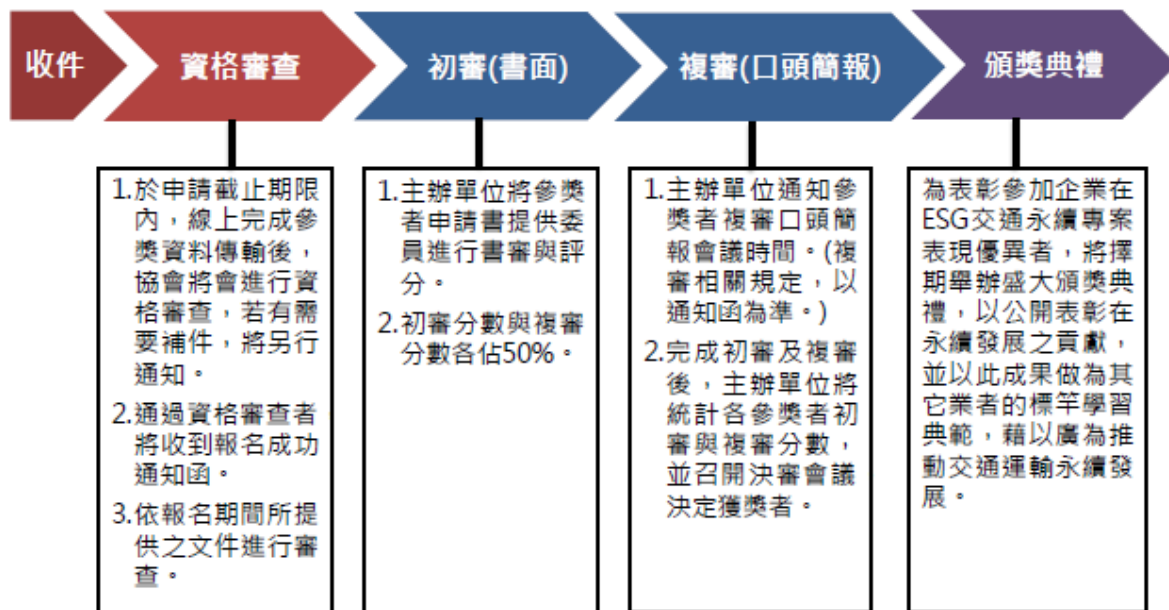 收件
資格審查
初審(書面)
複審(口頭簡報)
頒獎典禮
1.於申請截止期限
內，線上完成參
獎資料傳輸後，
協會將會進行資
格審查，若有需
要補件，將另行
通知。
2.通過資格審查者
將收到報名成功
通知函。
3.依報名期間所提
供之文件進行審
查。
1.主辦單位將參獎
者申請書提供委
員進行書審與評
分。
2.初審分數與複審
分數各佔50%。
1.主辦單位通知參
獎者複審口頭簡
報會議時間。(複
審相關規定，以
通知函為準。)
2.完成初審及複審
後，主辦單位將
統計各參獎者初
審與複審分數，
並召開決審會議
決定獲獎者。
為表彰參加企業在
ESG交通永續專案
表現優異者，將擇
期舉辦盛大頒獎典
禮，以公開表彰在
永續發展之貢獻，
並以此成果做為其
它業者的標竿學習
典範，藉以廣為推
動交通運輸永續發
展。